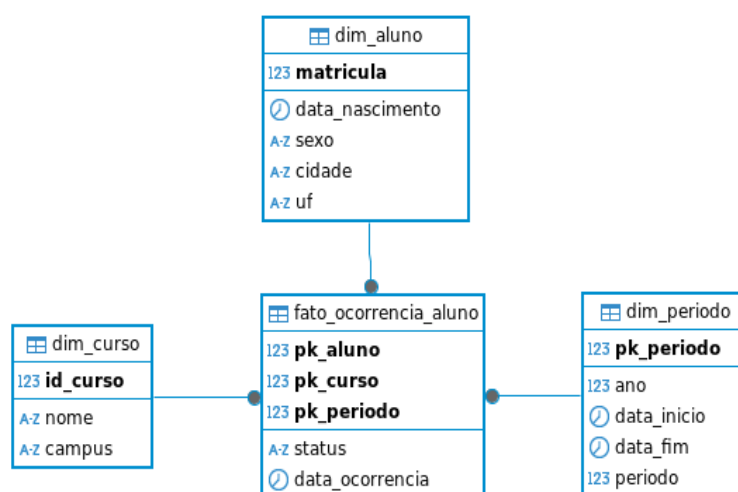 dim_aluno
123 matricula
data_nascimento
A-Z sexo
A-Z cidade
A-Z uf
dim_curso
123 id_curso
A-Z nome
A-Z campus
fato_ocorrencia_aluno
123 pk_aluno
123 pk_curso
123 pk_periodo
A-Z status
data_ocorrencia
dim_periodo
123 pk_periodo
123 ano
data_inicio
data_fim
123 periodo